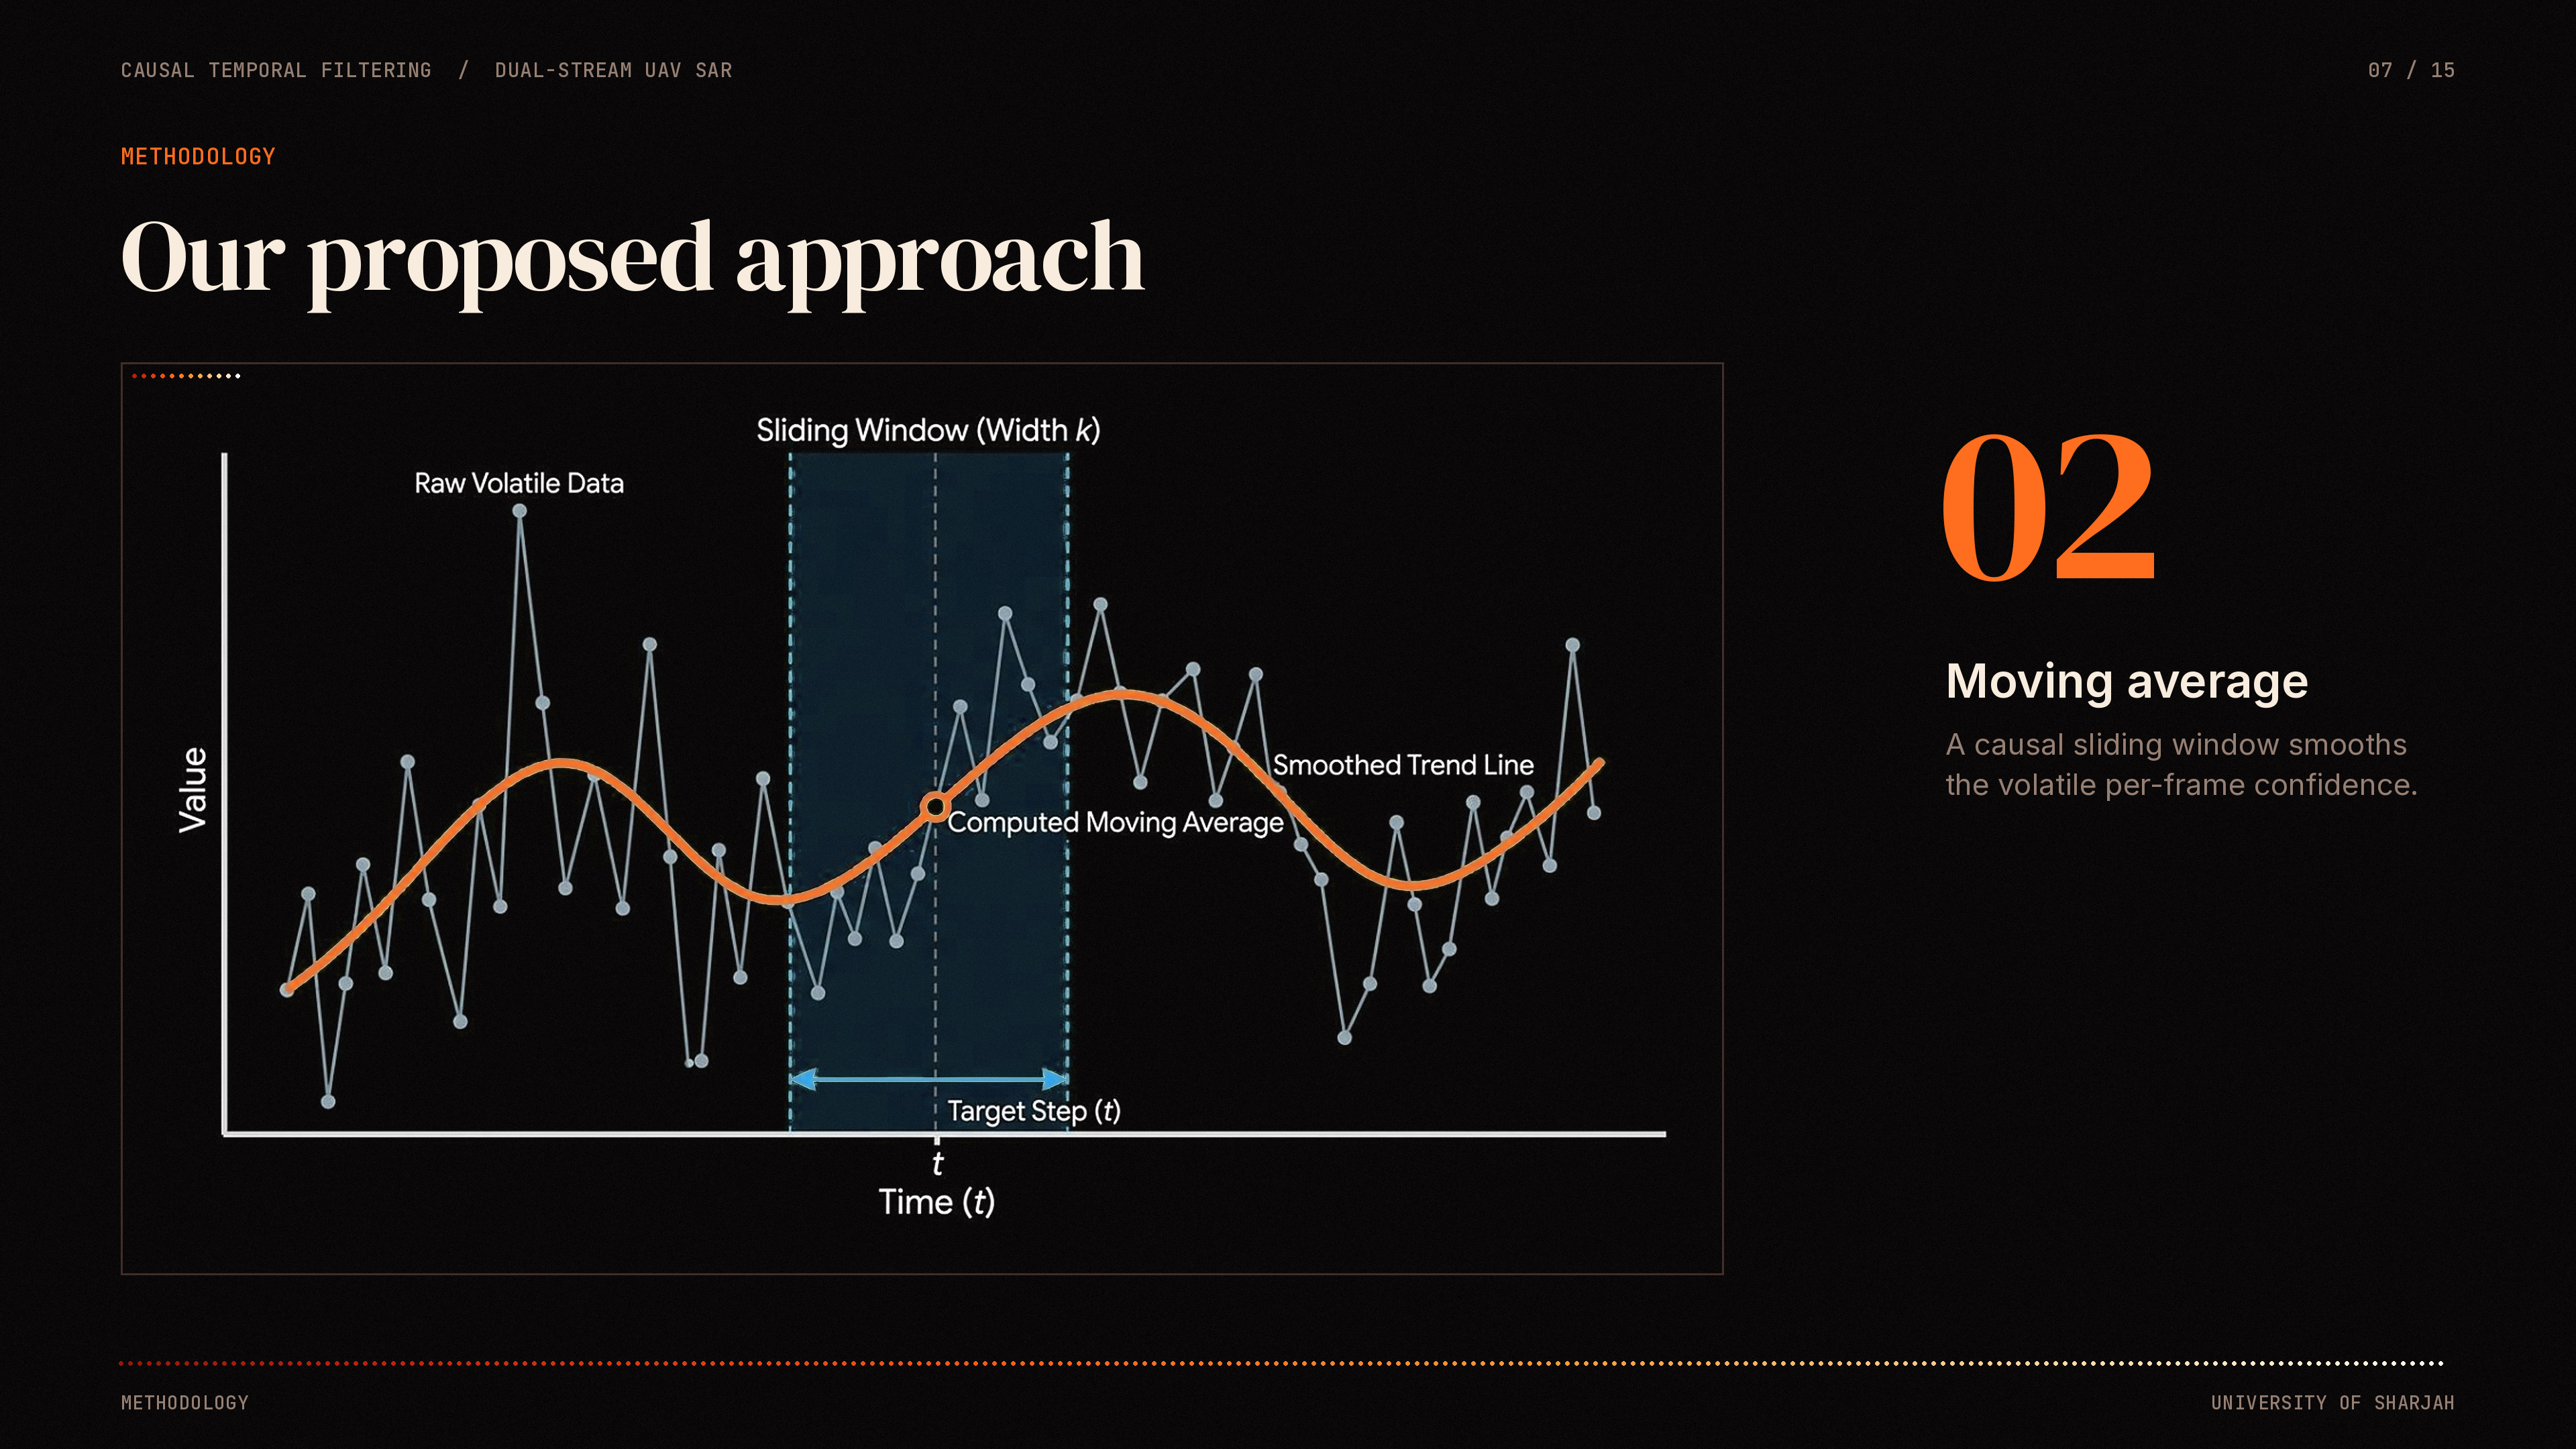 CAUSAL TEMPORAL FILTERING / DUAL-STREAM UAV SAR
07 / 15
METHODOLOGY
Our proposed approach
Sliding Window (Width k)
Raw Volatile Data
Value
Smoothed Trend Line
Computed Moving Average
Target Step (t)
t
Time (t)
02
Moving average
A causal sliding window smooths
the volatile per-frame confidence.
METHODOLOGY
UNIVERSITY OF SHARJAH